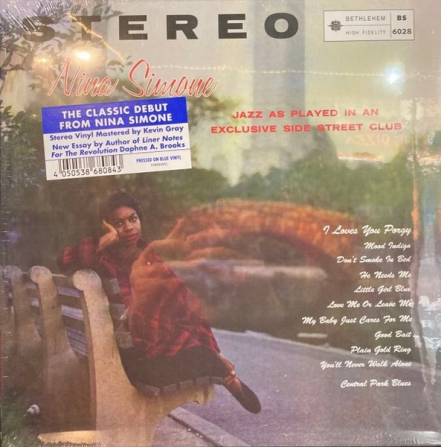 STEREO
BETHLEHEM
HIGH FIDELITY
BS
6028
Nina Simone
THE CLASSIC DEBUT
FROM NINA SIMONE
Stereo Vinyl Mastered by Kevin Gray
New Essay by Author of Liner Notes
For The Revolution Daphne A. Brooks
PRESSED ON BLUE VINYL
4 050538 680843
JAZZ AS PLAYED IN AN
EXCLUSIVE SIDE STREET CLUB
I Loves You Porgy
Mood Indigo
Don't Smoke In Bed
He Needs Me
Little Girl Blue
Love Me Or Leave Me
My Baby Just Cares For Me
Good Bait
Plain Gold Ring
You'll Never Walk Alone
Central Park Blues